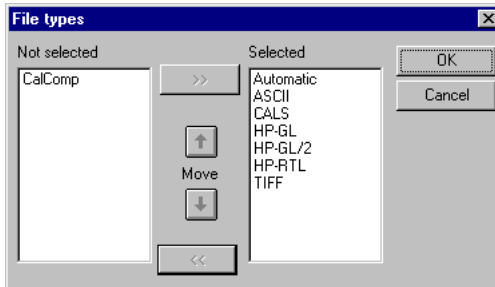 File types
Not selected
CalComp
>>
Move
<<
Selected
Automatic
ASCII
CALS
HP-GL
HP-GL/2
HP-RTL
TIFF
OK
Cancel